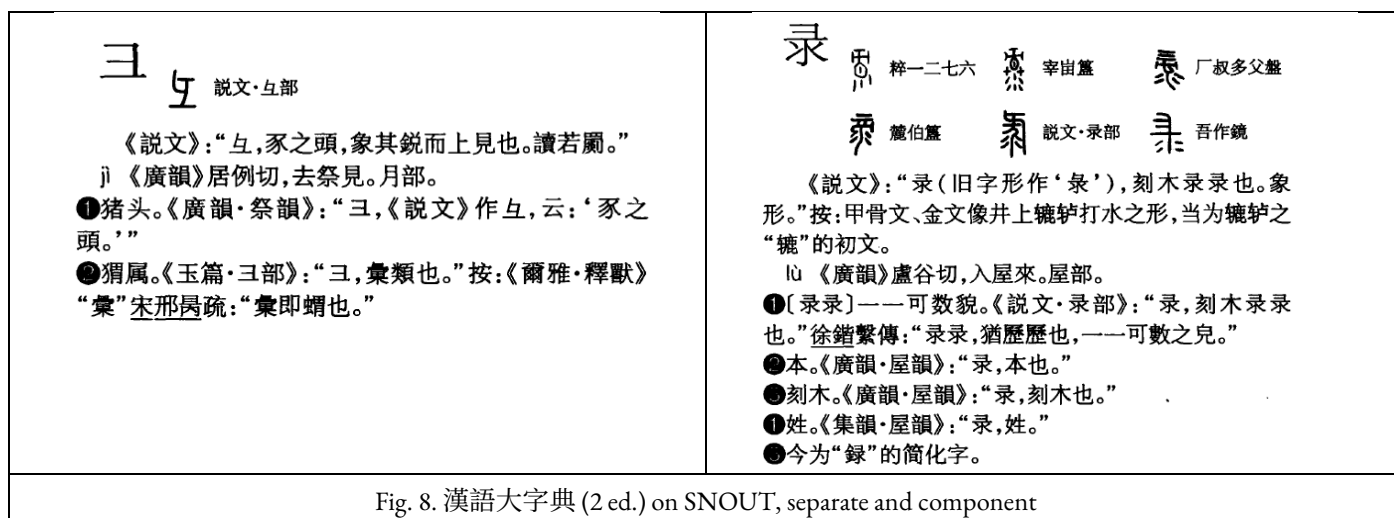 彐
彑 説文·彑部
《説文》:“彑,豕之頭,象其鋭而上見也。讀若罽。”
jì 《廣韻》居例切,去祭見。月部。
❶猪头。《廣韻·祭韻》:“彐,《説文》作彑,云:‘豕之
頭。’”
❷猬属。《玉篇·彐部》:“彐,彙類也。”按:《爾雅·釋獸》
“彙”宋邢昺疏:“彙即蝟也。”
录
粹一二七六 宰甶簋 厂叔多父盤
麓伯簋 説文·录部 吾作鏡
《説文》:“录(旧字形作‘彔’),刻木录录也。象
形。”按:甲骨文、金文像井上辘轳打水之形,当为辘轳之
“辘”的初文。
lù 《廣韻》盧谷切,入屋來。屋部。
❶〔录录〕一一可数貌。《説文·录部》:“录,刻木录录
也。”徐鍇繫傳:“录录,猶歷歷也,一一可數之皃。”
❷本。《廣韻·屋韻》:“录,本也。”
❸刻木。《廣韻·屋韻》:“录,刻木也。”
❹姓。《集韻·屋韻》:“录,姓。”
❺今为“録”的简化字。
Fig. 8. 漢語大字典 (2 ed.) on SNOUT, separate and component